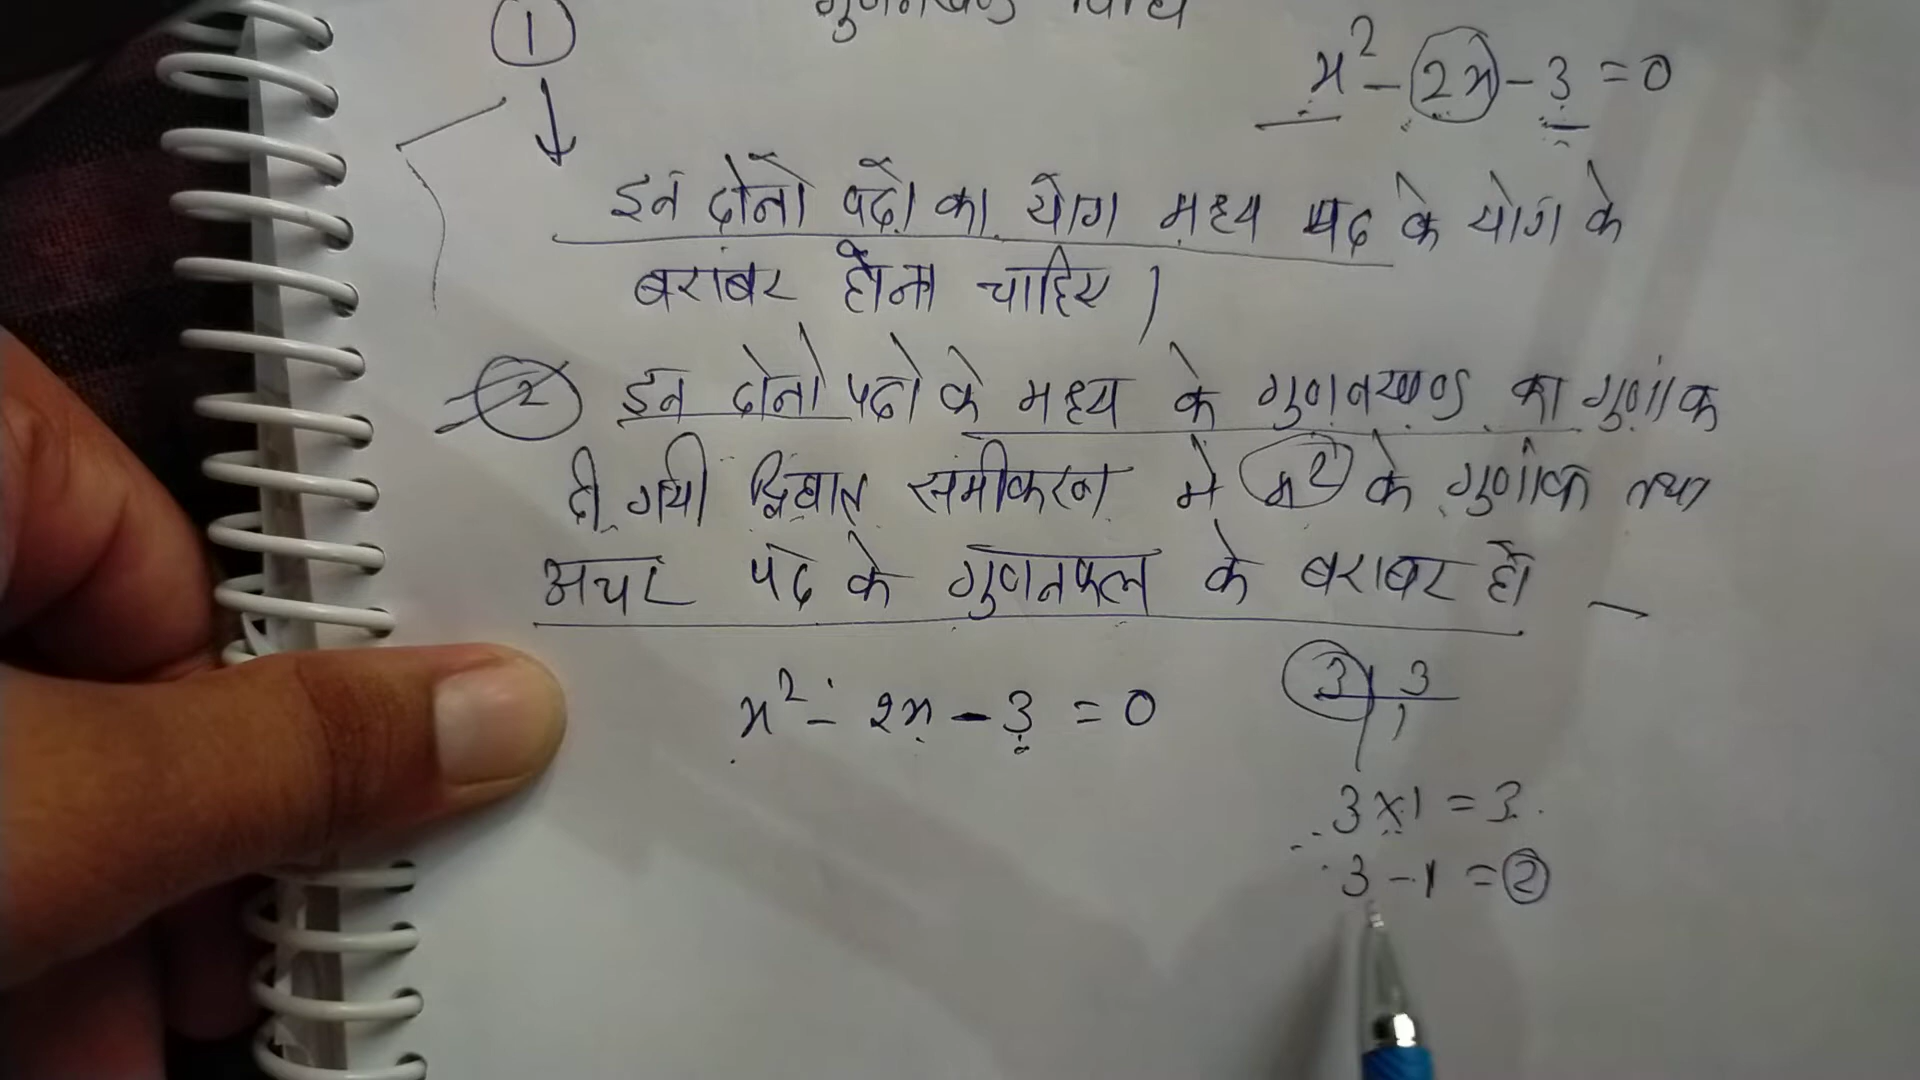 गुणनखण्ड विधि
x² - 2x - 3 = 0
1
इन दोनों पदों का योग मध्य पद के योग के
बराबर होना चाहिए।
2 इन दोनो पदो के मध्य के गुणनखण्ड का गुणांक
दी गयी द्विघात समीकरण मे x² के गुणांक तथा
अचर पद के गुणनफल के बराबर हो
x² - 2x - 3 = 0
3 3
1
3×1 = 3
3 - 1 = 2